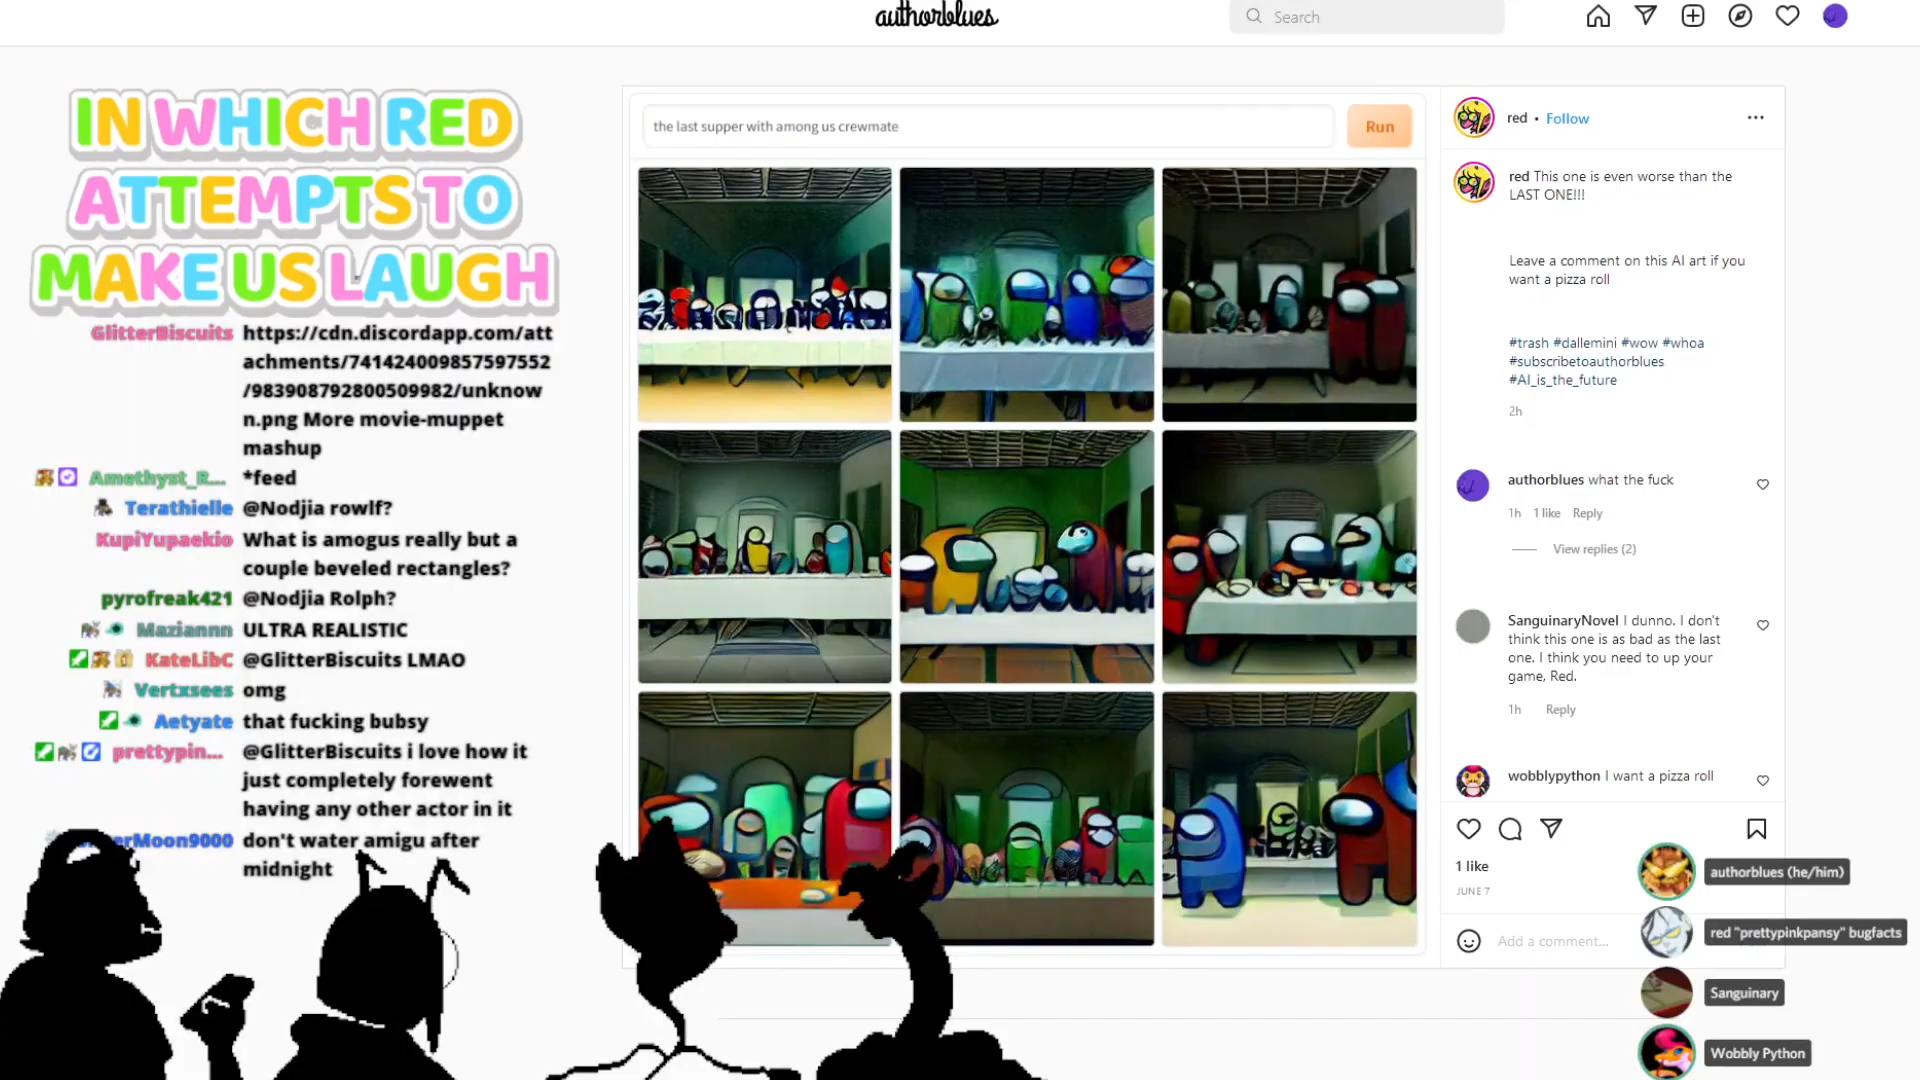 authorblues
Search
IN WHICH RED
ATTEMPTS TO
MAKE US LAUGH
GlitterBiscuits https://cdn.discordapp.com/att
achments/741424009857597552
/983908792800509982/unknow
n.png More movie-muppet
mashup
Amethyst_R... *feed
Terathielle @Nodjia rowlf?
KupiYupaekio What is amogus really but a
couple beveled rectangles?
pyrofreak421 @Nodjia Rolph?
Maziannn ULTRA REALISTIC
KateLibC @GlitterBiscuits LMAO
Vertxsees omg
Aetyate that fucking bubsy
prettypin... @GlitterBiscuits i love how it
just completely forewent
having any other actor in it
erMoon9000 don't water amigu after
midnight
the last supper with among us crewmate
Run
red • Follow
red This one is even worse than the
LAST ONE!!!
Leave a comment on this AI art if you
want a pizza roll
#trash #dallemini #wow #whoa
#subscribetoauthorblues
#AI_is_the_future
2h
authorblues what the fuck
1h 1 like Reply
View replies (2)
SanguinaryNovel I dunno. I don't
think this one is as bad as the last
one. I think you need to up your
game, Red.
1h Reply
wobblypython I want a pizza roll
1 like
JUNE 7
Add a comment...
authorblues (he/him)
red "prettypinkpansy" bugfacts
Sanguinary
Wobbly Python